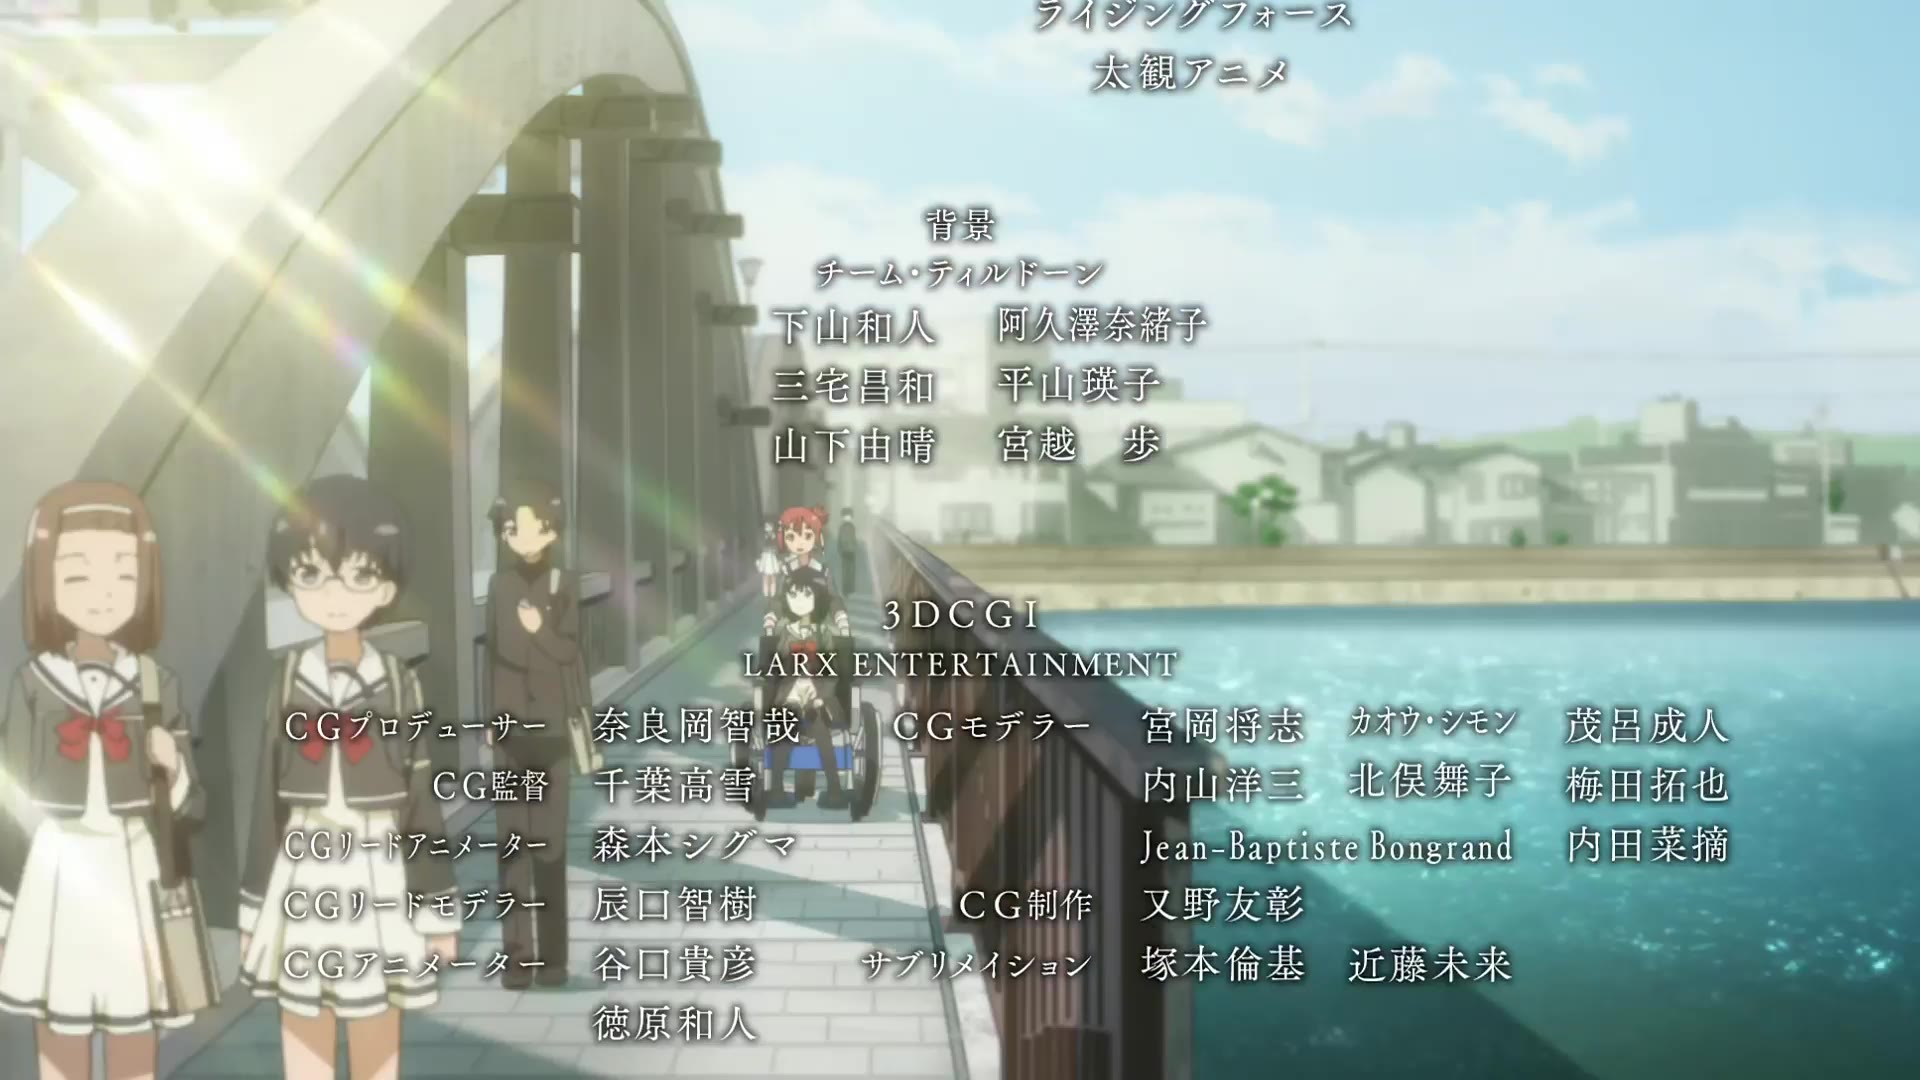 ライジングフォース
太観アニメ
背景
チーム・ティルドーン
下山和人 阿久澤奈緒子
三宅昌和 平山瑛子
山下由晴 宮越 歩
3DCGI
LARX ENTERTAINMENT
CGプロデューサー 奈良岡智哉 CGモデラー 宮岡将志 カオウ・シモン 茂呂成人
CG監督 千葉高雪 内山洋三 北俣舞子 梅田拓也
CGリードアニメーター 森本シグマ Jean-Baptiste Bongrand 内田菜摘
CGリードモデラー 辰口智樹 CG制作 又野友彰
CGアニメーター 谷口貴彦 サブリメイション 塚本倫基 近藤未来
徳原和人